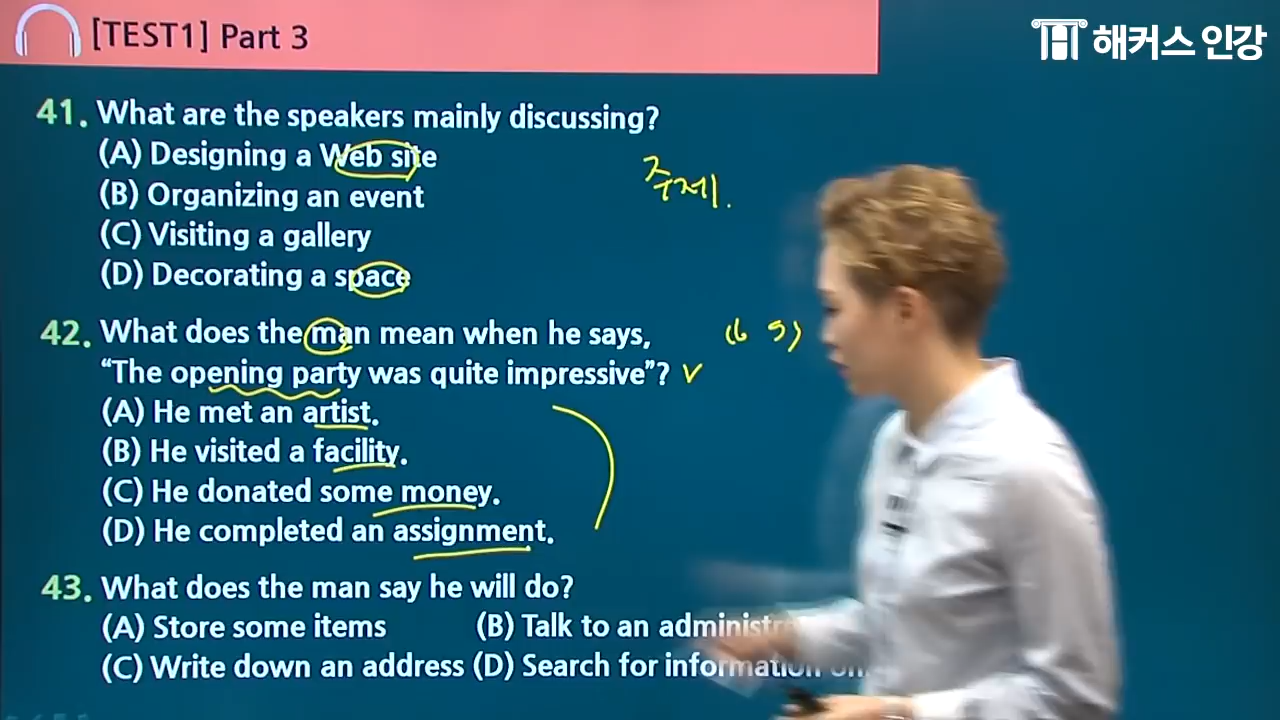 [TEST1] Part 3
해커스 인강
41. What are the speakers mainly discussing?
(A) Designing a Web site
(B) Organizing an event
(C) Visiting a gallery
(D) Decorating a space
주제.
42. What does the man mean when he says,
“The opening party was quite impressive”?
(A) He met an artist.
(B) He visited a facility.
(C) He donated some money.
(D) He completed an assignment.
43. What does the man say he will do?
(A) Store some items (B) Talk to an
(C) Write down an address (D) Search for information